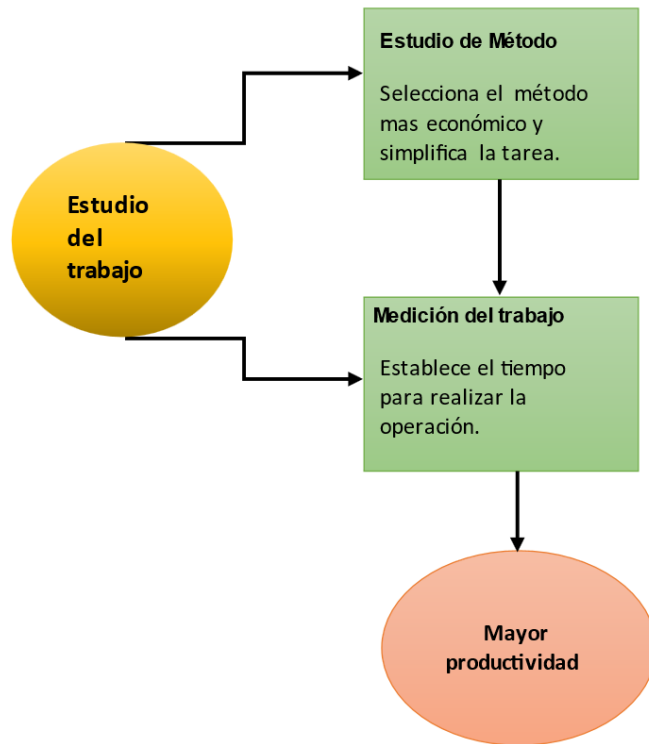 Estudio de Método
Selecciona el método
mas económico y
simplifica la tarea.
Estudio
del
trabajo
Medición del trabajo
Establece el tiempo
para realizar la
operación.
Mayor
productividad